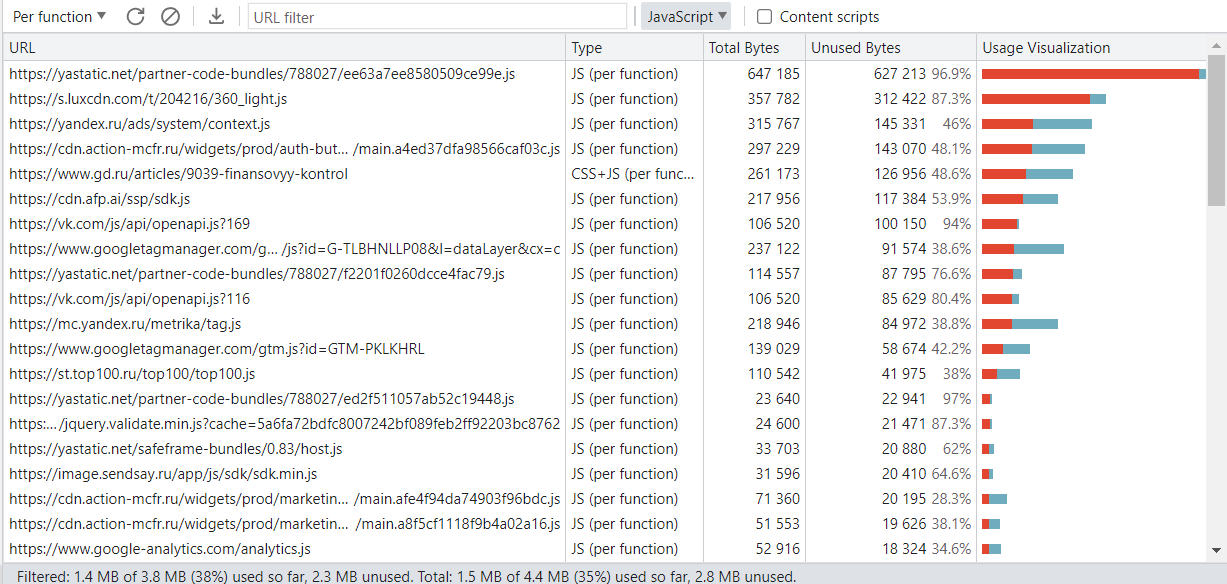 Per function JavaScript Content scripts
URL filter
URL Type Total Bytes Unused Bytes Usage Visualization
https://yastatic.net/partner-code-bundles/788027/ee63a7ee8580509ce99e.js JS (per function) 647 185 627 213 96.9%
https://s.luxcdn.com/t/204216/360_light.js JS (per function) 357 782 312 422 87.3%
https://yandex.ru/ads/system/context.js JS (per function) 315 767 145 331 46%
https://cdn.action-mcfr.ru/widgets/prod/auth-but... /main.a4ed37dfa98566caf03c.js JS (per function) 297 229 143 070 48.1%
https://www.gd.ru/articles/9039-finansovyy-kontrol CSS+JS (per func... 261 173 126 956 48.6%
https://cdn.afp.ai/ssp/sdk.js JS (per function) 217 956 117 384 53.9%
https://vk.com/js/api/openapi.js?169 JS (per function) 106 520 100 150 94%
https://www.googletagmanager.com/g... /js?id=G-TLBHNLLP08&l=dataLayer&cx=c JS (per function) 237 122 91 574 38.6%
https://yastatic.net/partner-code-bundles/788027/f2201f0260dcce4fac79.js JS (per function) 114 557 87 795 76.6%
https://vk.com/js/api/openapi.js?116 JS (per function) 106 520 85 629 80.4%
https://mc.yandex.ru/metrika/tag.js JS (per function) 218 946 84 972 38.8%
https://www.googletagmanager.com/gtm.js?id=GTM-PKLKHRL JS (per function) 139 029 58 674 42.2%
https://st.top100.ru/top100/top100.js JS (per function) 110 542 41 975 38%
https://yastatic.net/partner-code-bundles/788027/ed2f511057ab52c19448.js JS (per function) 23 640 22 941 97%
https:... /jquery.validate.min.js?cache=5a6fa72bdfc8007242bf089feb2ff92203bc8762 JS (per function) 24 600 21 471 87.3%
https://yastatic.net/safeframe-bundles/0.83/host.js JS (per function) 33 703 20 880 62%
https://image.sendsay.ru/app/js/sdk/sdk.min.js JS (per function) 31 596 20 410 64.6%
https://cdn.action-mcfr.ru/widgets/prod/marketin... /main.afe4f94da74903f96bdc.js JS (per function) 71 360 20 195 28.3%
https://cdn.action-mcfr.ru/widgets/prod/marketin... /main.a8f5cf1118f9b4a02a16.js JS (per function) 51 553 19 626 38.1%
https://www.google-analytics.com/analytics.js JS (per function) 52 916 18 324 34.6%
Filtered: 1.4 MB of 3.8 MB (38%) used so far, 2.3 MB unused. Total: 1.5 MB of 4.4 MB (35%) used so far, 2.8 MB unused.